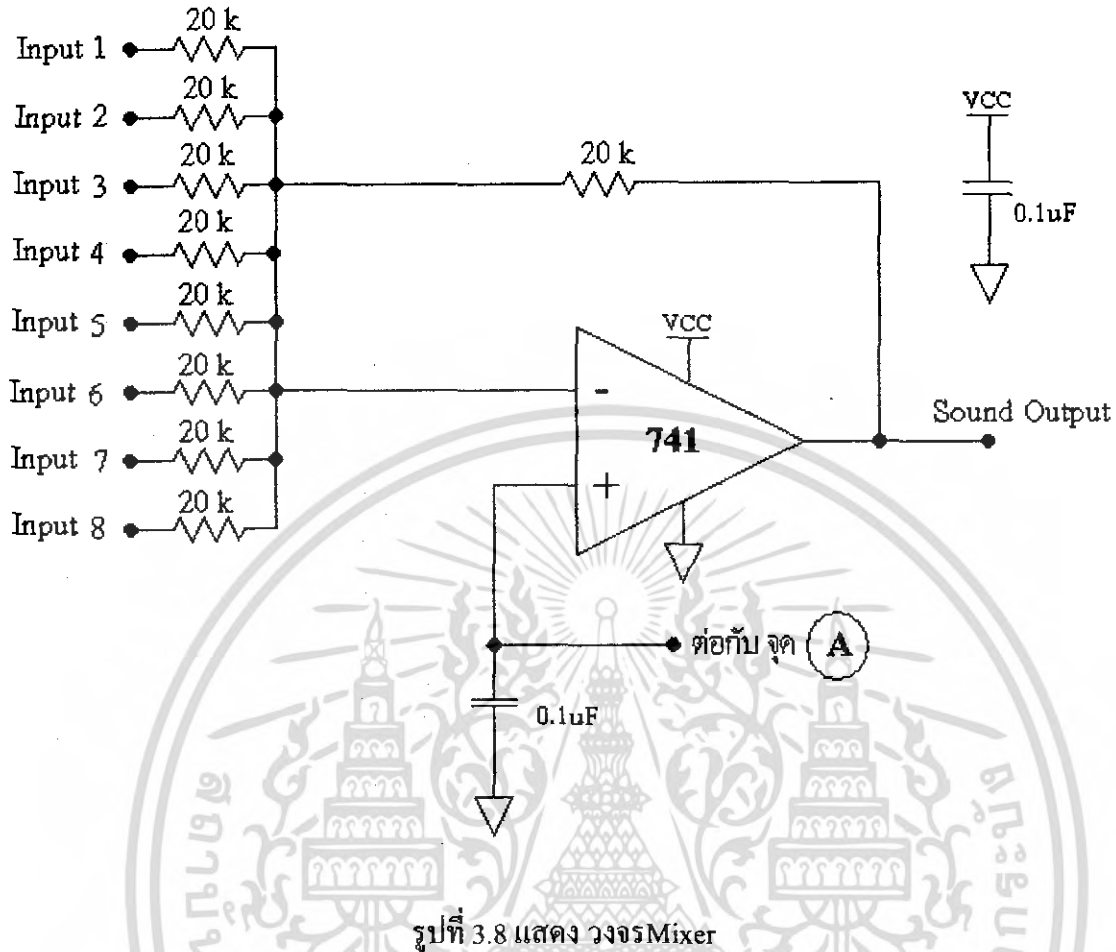 20 k
Input 1
20 k
Input 2
20 k
Input 3
20 k
Input 4
20 k
Input 5
20 k
Input 6
20 k
Input 7
20 k
Input 8
20 k
VCC
0.1uF
VCC
-
741
+
Sound Output
ต่อกับ จุด A
0.1uF
รูปที่ 3.8 แสดง วงจรMixer